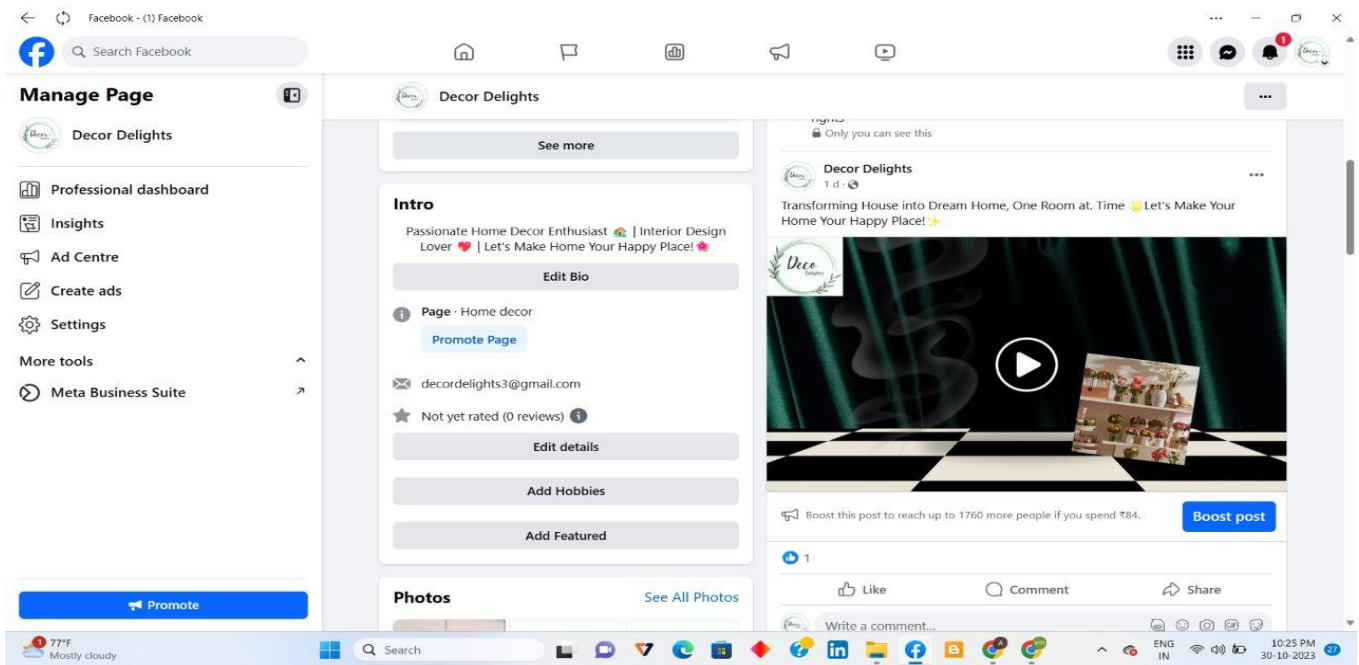 Facebook - (1) Facebook
Search Facebook
1
Manage Page
Decor Delights
Professional dashboard
Insights
Ad Centre
Create ads
Settings
More tools
Meta Business Suite
Promote
Decor Delights
See more
Intro
Passionate Home Decor Enthusiast 🏡 | Interior Design
Lover 💖 | Let's Make Home Your Happy Place! 🌺
Edit Bio
Page · Home decor
Promote Page
decordelights3@gmail.com
Not yet rated (0 reviews)
Edit details
Add Hobbies
Add Featured
Photos
See All Photos
Only you can see this
Decor Delights
1 d ·
Transforming House into Dream Home, One Room at. Time 🌟Let's Make Your
Home Your Happy Place!✨
Deco
Delights
Boost this post to reach up to 1760 more people if you spend ₹84.
Boost post
1
Like
Comment
Share
Write a comment...
1
77°F
Mostly cloudy
Search
ENG
IN
10:25 PM
30-10-2023
27